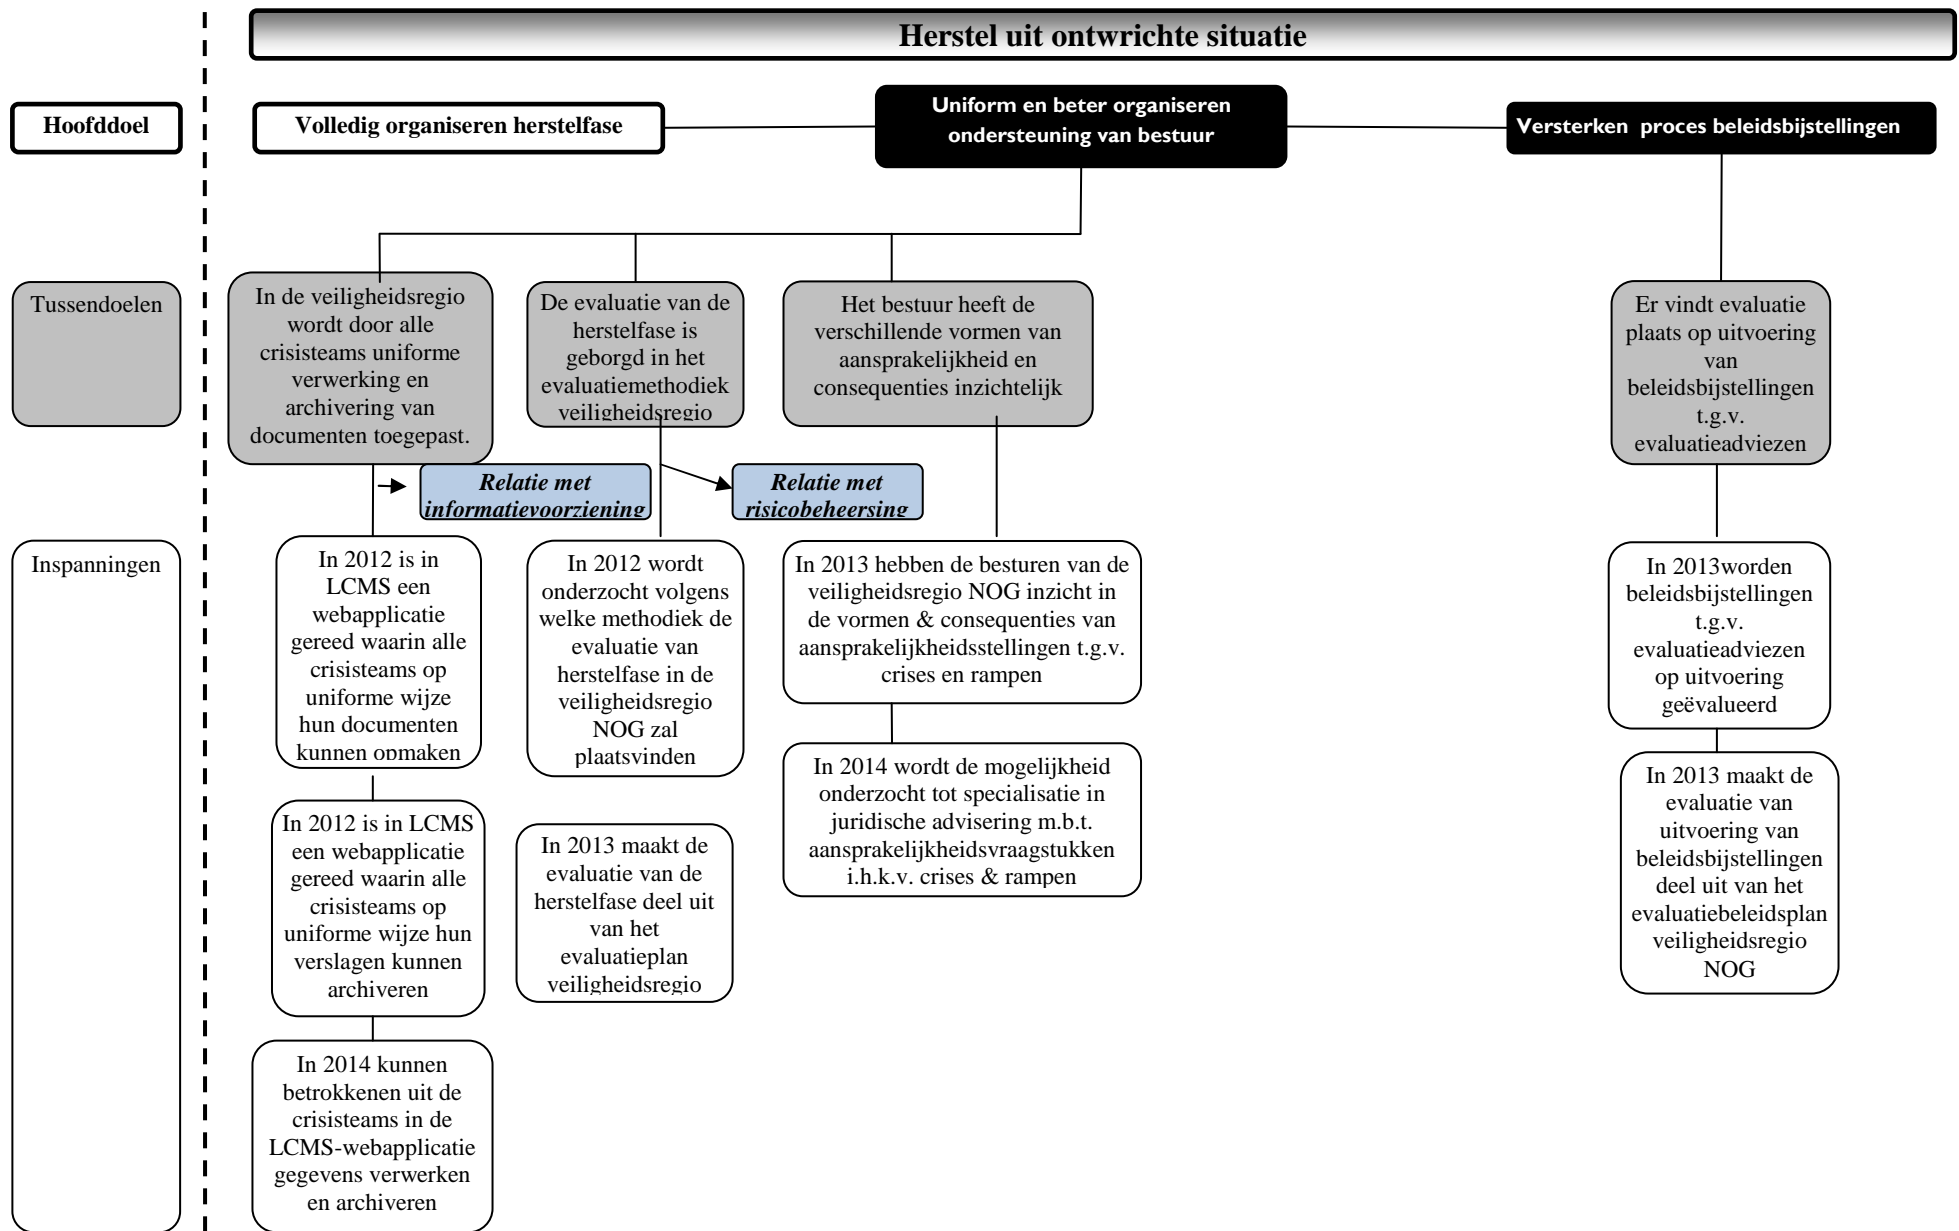 Herstel uit ontwrichte situatie
Hoofddoel
Volledig organiseren herstelfase
Uniform en beter organiseren
ondersteuning van bestuur
Versterken  proces beleidsbijstellingen
Tussendoelen
In de veiligheidsregio
wordt door alle
crisisteams uniforme
verwerking en
archivering van
documenten toegepast.
De evaluatie van de
herstelfase is
geborgd in het
evaluatiemethodiek
veiligheidsregio
Het bestuur heeft de
verschillende vormen van
aansprakelijkheid en
consequenties inzichtelijk
Er vindt evaluatie
plaats op uitvoering
van
beleidsbijstellingen
t.g.v.
evaluatieadviezen
Relatie met
informatievoorziening
Relatie met
risicobeheersing
Inspanningen
In 2012 is in
LCMS een
webapplicatie
gereed waarin alle
crisisteams op
uniforme wijze
hun documenten
kunnen opmaken
In 2012 wordt
onderzocht volgens
welke methodiek de
evaluatie van
herstelfase in de
veiligheidsregio
NOG zal
plaatsvinden
In 2013 hebben de besturen van de
veiligheidsregio NOG inzicht in
de vormen & consequenties van
aansprakelijkheidsstellingen t.g.v.
crises en rampen
In 2013worden
beleidsbijstellingen
t.g.v.
evaluatieadviezen
op uitvoering
geëvalueerd
In 2012 is in LCMS
een webapplicatie
gereed waarin alle
crisisteams op
uniforme wijze hun
verslagen kunnen
archiveren
In 2013 maakt de
evaluatie van de
herstelfase deel uit
van het
evaluatieplan
veiligheidsregio
In 2014 wordt de mogelijkheid
onderzocht tot specialisatie in
juridische advisering m.b.t.
aansprakelijkheidsvraagstukken
i.h.k.v. crises & rampen
In 2013 maakt de
evaluatie van
uitvoering van
beleidsbijstellingen
deel uit van het
evaluatiebeleidsplan
veiligheidsregio
NOG
In 2014 kunnen
betrokkenen uit de
crisisteams in de
LCMS-webapplicatie
gegevens verwerken
en archiveren